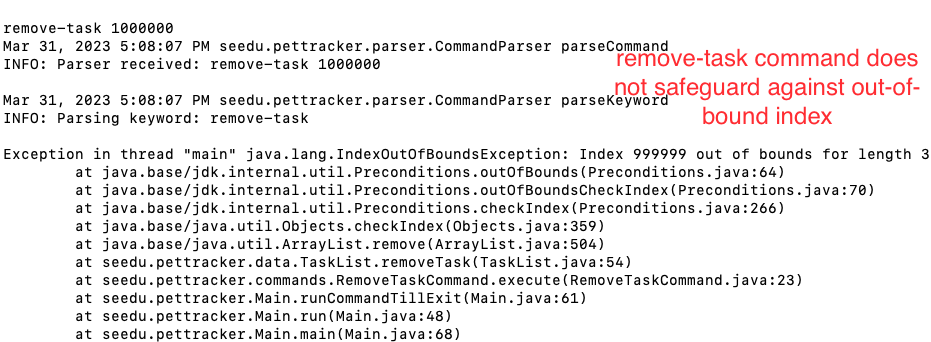 remove-task 1000000
Mar 31, 2023 5:08:07 PM seedu.pettracker.parser.CommandParser parseCommand
INFO: Parser received: remove-task 1000000
remove-task command does
not safeguard against out-of-
bound index
Mar 31, 2023 5:08:07 PM seedu.pettracker.parser.CommandParser parseKeyword
INFO: Parsing keyword: remove-task
Exception in thread "main" java.lang.IndexOutOfBoundsException: Index 999999 out of bounds for length 3
at java.base/jdk.internal.util.Preconditions.outOfBounds(Preconditions.java:64)
at java.base/jdk.internal.util.Preconditions.outOfBoundsCheckIndex(Preconditions.java:70)
at java.base/jdk.internal.util.Preconditions.checkIndex(Preconditions.java:266)
at java.base/java.util.Objects.checkIndex(Objects.java:359)
at java.base/java.util.ArrayList.remove(ArrayList.java:504)
at seedu.pettracker.data.TaskList.removeTask(TaskList.java:54)
at seedu.pettracker.commands.RemoveTaskCommand.execute(RemoveTaskCommand.java:23)
at seedu.pettracker.Main.runCommandTillExit(Main.java:61)
at seedu.pettracker.Main.run(Main.java:48)
at seedu.pettracker.Main.main(Main.java:68)